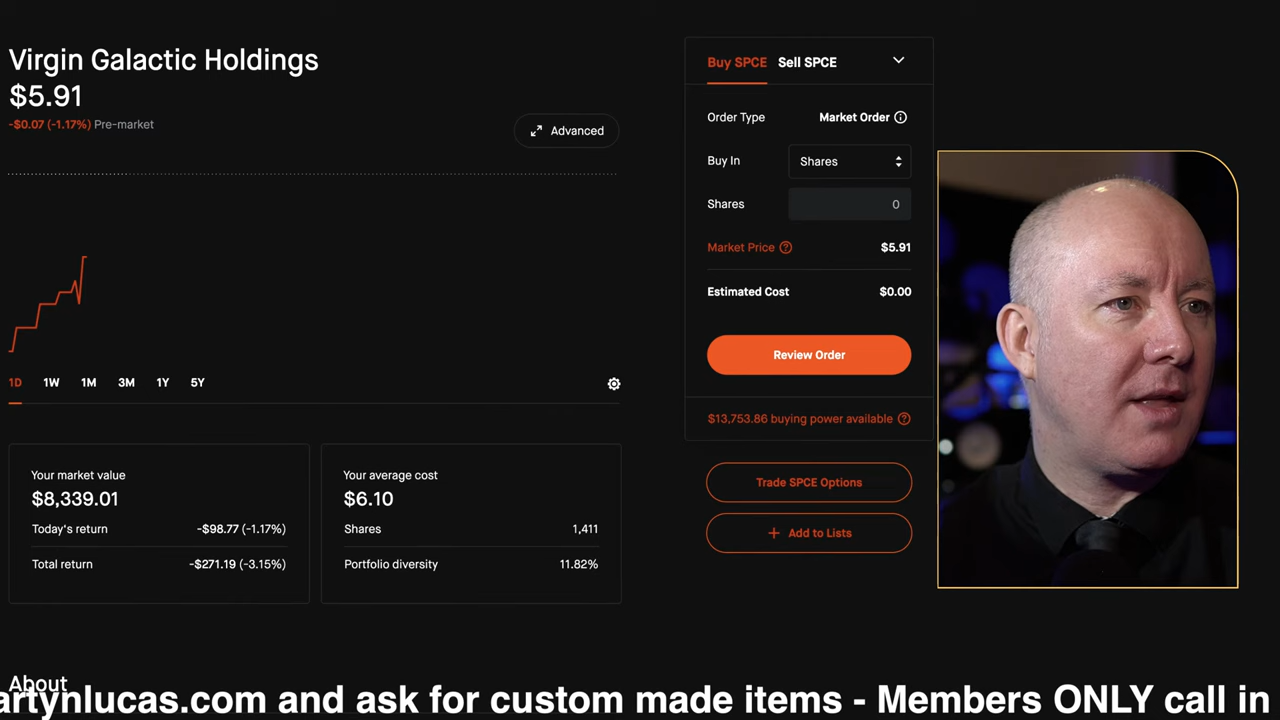 Virgin Galactic Holdings
$5.91
-$0.07 (-1.17%) Pre-market
Advanced
1D 1W 1M 3M 1Y 5Y
Your market value
$8,339.01
Today's return -$98.77 (-1.17%)
Total return -$271.19 (-3.15%)
Your average cost
$6.10
Shares 1,411
Portfolio diversity 11.82%
Buy SPCE Sell SPCE
Order Type Market Order
Buy In Shares
Shares 0
Market Price $5.91
Estimated Cost $0.00
Review Order
$13,753.86 buying power available
Trade SPCE Options
+ Add to Lists
About
artynlucas.com and ask for custom made items - Members ONLY call in